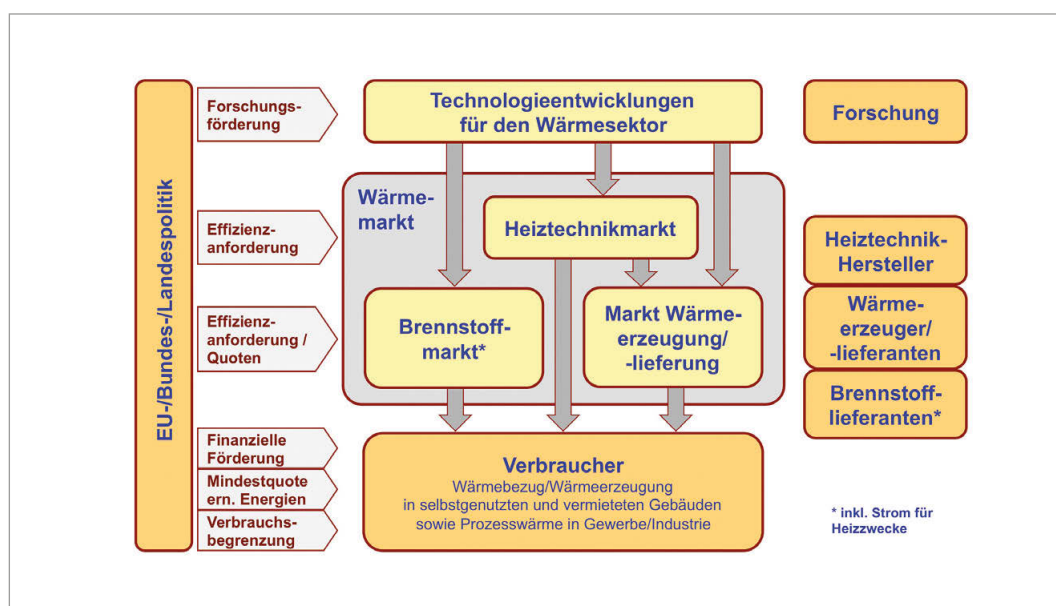 EU-/Bundes-/Landespolitik
Forschungs-
förderung
Effizienz-
anforderung
Effizienz-
anforderung /
Quoten
Finanzielle
Förderung
Mindestquote
ern. Energien
Verbrauchs-
begrenzung
Technologieentwicklungen
für den Wärmesektor
Wärme-
markt
Heiztechnikmarkt
Brennstoff-
markt*
Markt Wärme-
erzeugung/
-lieferung
Verbraucher
Wärmebezug/Wärmeerzeugung
in selbstgenutzten und vermieteten Gebäuden
sowie Prozesswärme in Gewerbe/Industrie
Forschung
Heiztechnik-
Hersteller
Wärme-
erzeuger/
-lieferanten
Brennstoff-
lieferanten*
* inkl. Strom für
Heizzwecke